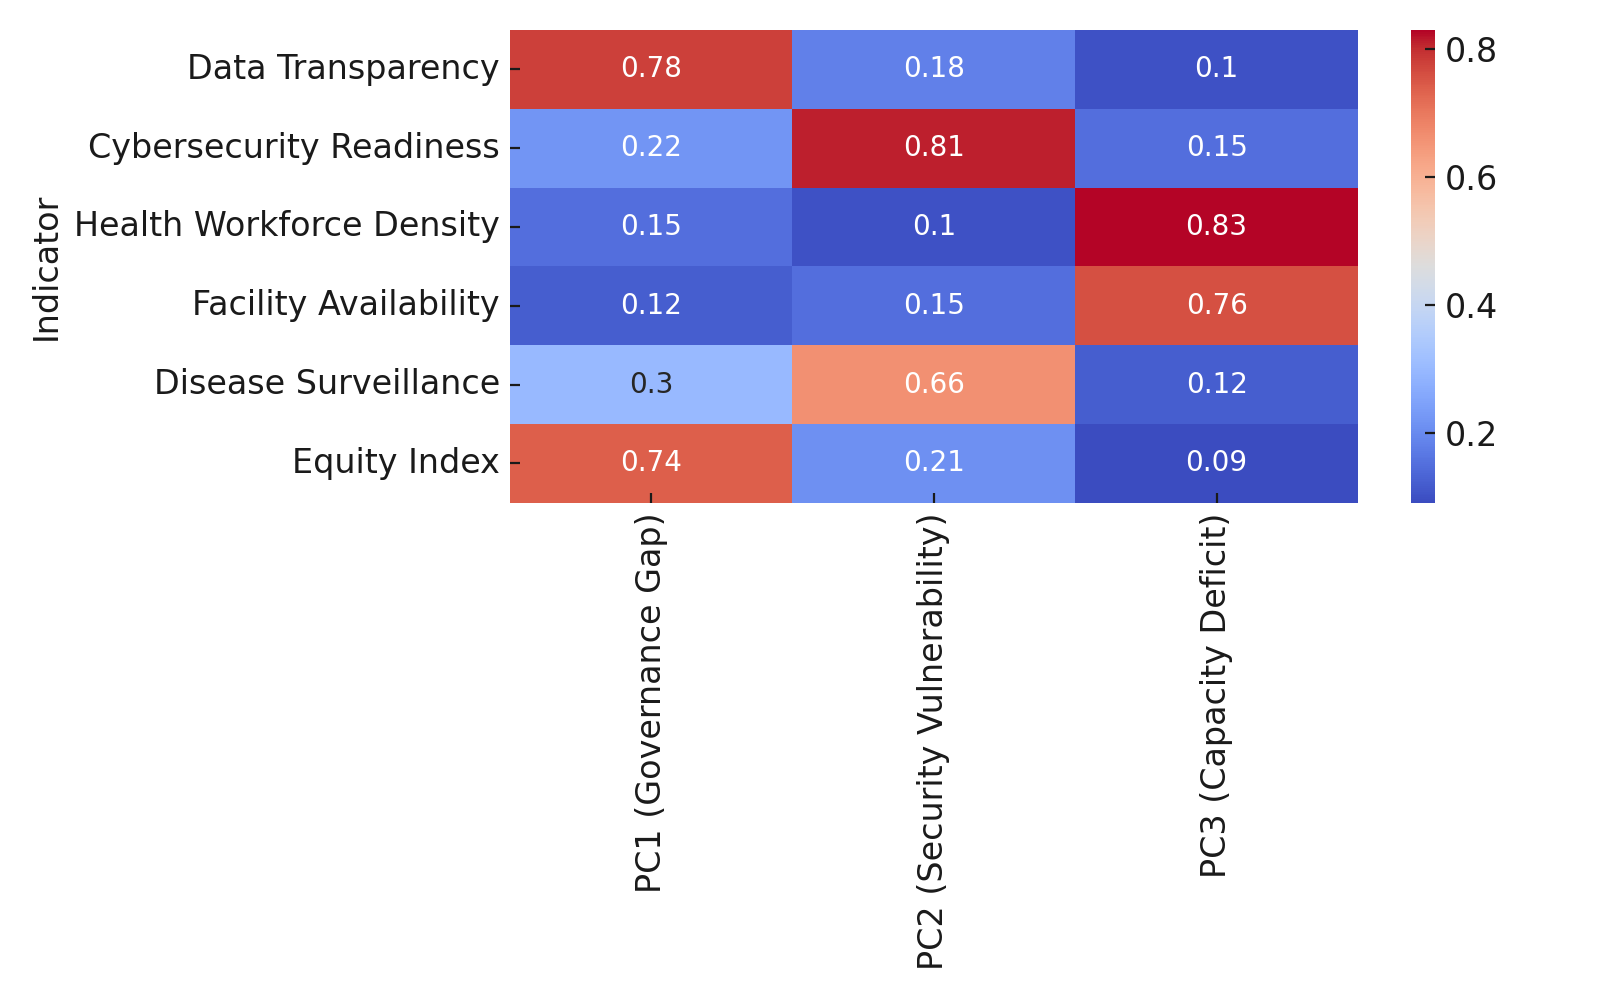 Indicator
Data Transparency 0.78 0.18 0.1
Cybersecurity Readiness 0.22 0.81 0.15
Health Workforce Density 0.15 0.1 0.83
Facility Availability 0.12 0.15 0.76
Disease Surveillance 0.3 0.66 0.12
Equity Index 0.74 0.21 0.09
PC1 (Governance Gap)
PC2 (Security Vulnerability)
PC3 (Capacity Deficit)
0.8
0.6
0.4
0.2